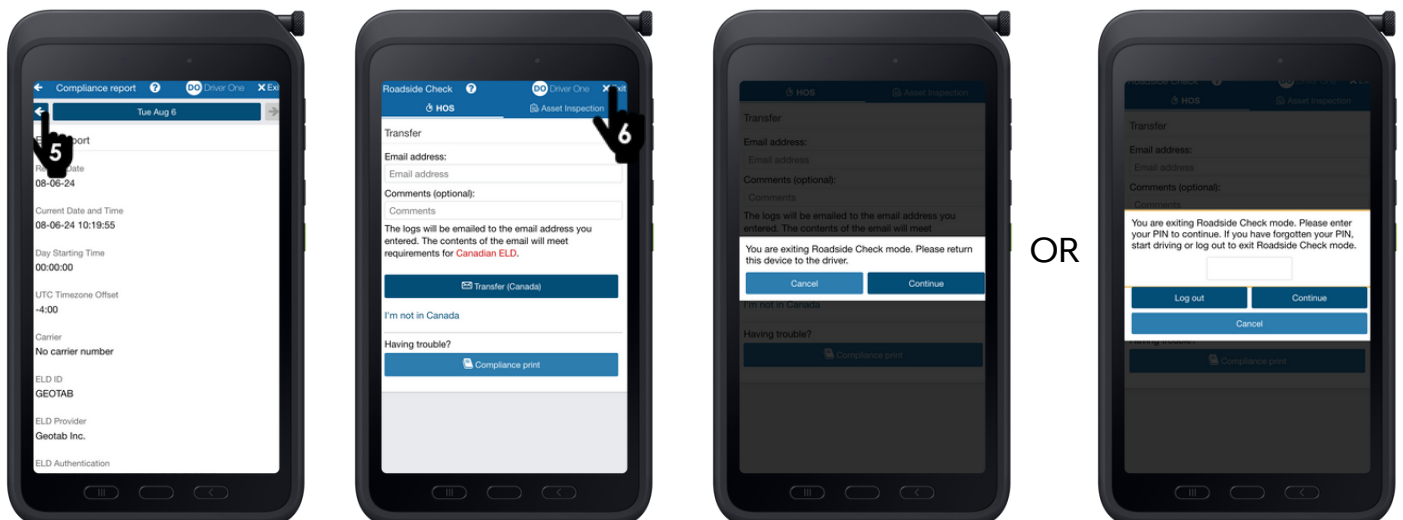 Compliance report ? DO Driver One X Exi
Tue Aug 6
5
08-06-24
Current Date and Time
08-06-24 10:19:55
Day Starting Time
00:00:00
UTC Timezone Offset
-4:00
Carrier
No carrier number
ELD ID
GEOTAB
ELD Provider
Geotab Inc.
ELD Authentication
Roadside Check ? DO Driver One
HOS Asset Inspection
6
Transfer
Email address:
Email address
Comments (optional):
Comments
The logs will be emailed to the email address you
entered. The contents of the email will meet
requirements for Canadian ELD.
Transfer (Canada)
I'm not in Canada
Having trouble?
Compliance print
HOS Asset Inspection
Transfer
Email address:
Email address
Comments (optional):
Comments
The logs will be emailed to the email address you
entered. The contents of the email will meet
You are exiting Roadside Check mode. Please return
this device to the driver.
Cancel Continue
I'm not in Canada
Having trouble?
Compliance print
OR
Roadside Check ? DO Driver One X Exi
HOS Asset Inspection
Transfer
Email address:
Email address
Comments (optional):
Comments
You are exiting Roadside Check mode. Please enter
your PIN to continue. If you have forgotten your PIN,
start driving or log out to exit Roadside Check mode.
Log out Continue
Cancel
Having trouble?
Compliance print